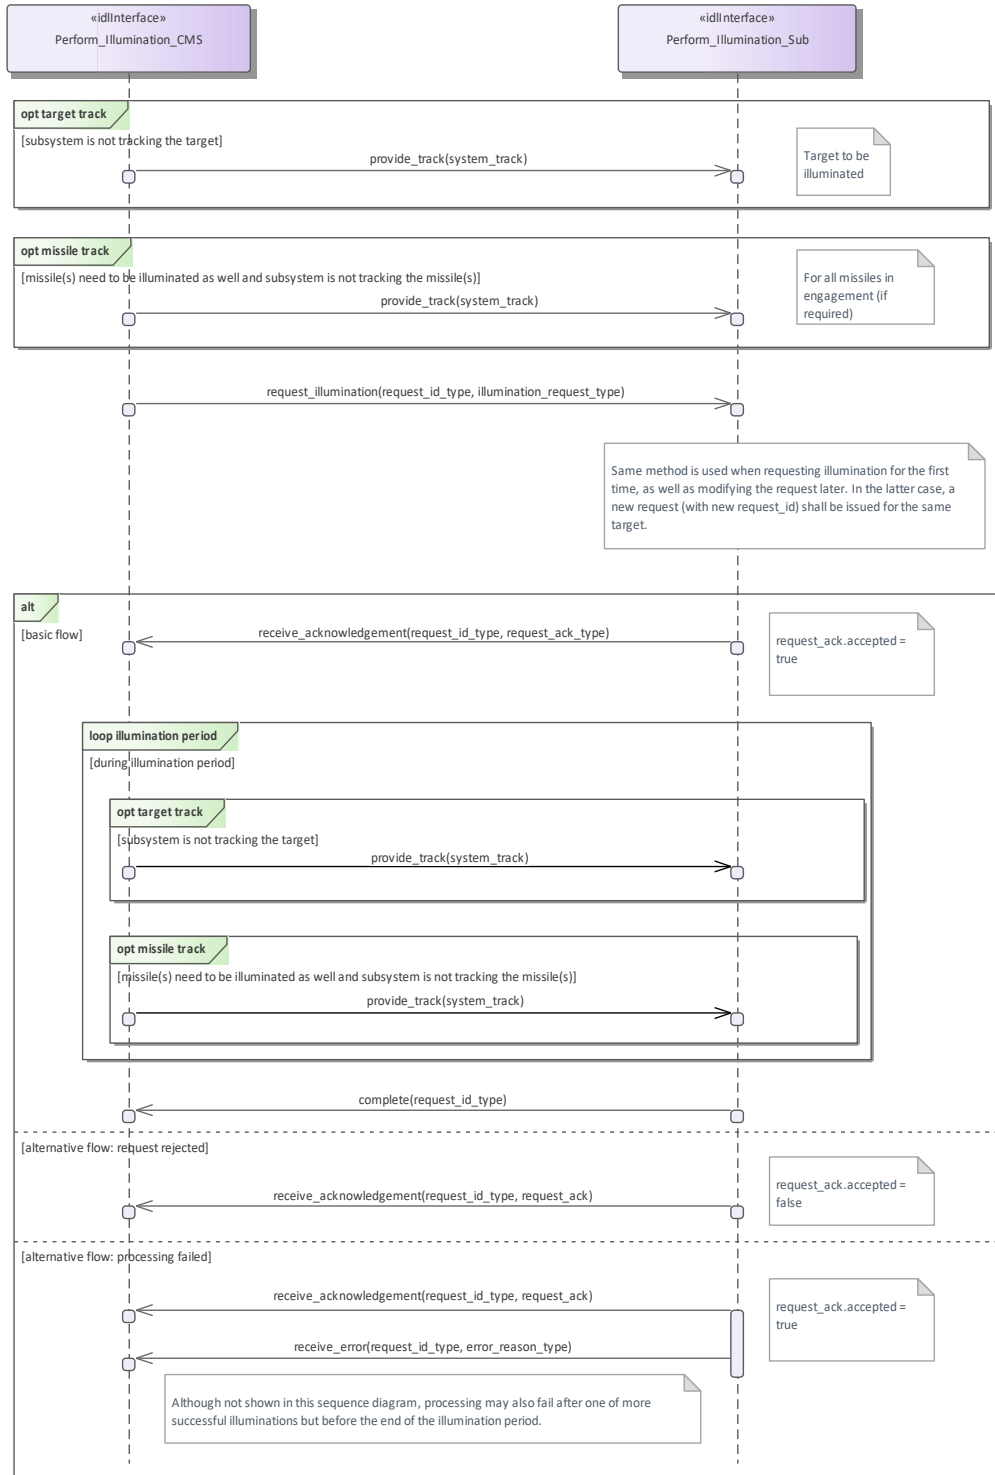 «idlInterface»
Perform_Illumination_CMS
«idlInterface»
Perform_Illumination_Sub
opt target track
[subsystem is not tracking the target]
provide_track(system_track)
Target to be
illuminated
opt missile track
[missile(s) need to be illuminated as well and subsystem is not tracking the missile(s)]
provide_track(system_track)
For all missiles in
engagement (if
required)
request_illumination(request_id_type, illumination_request_type)
Same method is used when requesting illumination for the first
time, as well as modifying the request later. In the latter case, a
new request (with new request_id) shall be issued for the same
target.
alt
[basic flow]
receive_acknowledgement(request_id_type, request_ack_type)
request_ack.accepted =
true
loop illumination period
[during illumination period]
opt target track
[subsystem is not tracking the target]
provide_track(system_track)
opt missile track
[missile(s) need to be illuminated as well and subsystem is not tracking the missile(s)]
provide_track(system_track)
complete(request_id_type)
[alternative flow: request rejected]
receive_acknowledgement(request_id_type, request_ack)
request_ack.accepted =
false
[alternative flow: processing failed]
receive_acknowledgement(request_id_type, request_ack)
request_ack.accepted =
true
receive_error(request_id_type, error_reason_type)
Although not shown in this sequence diagram, processing may also fail after one of more
successful illuminations but before the end of the illumination period.